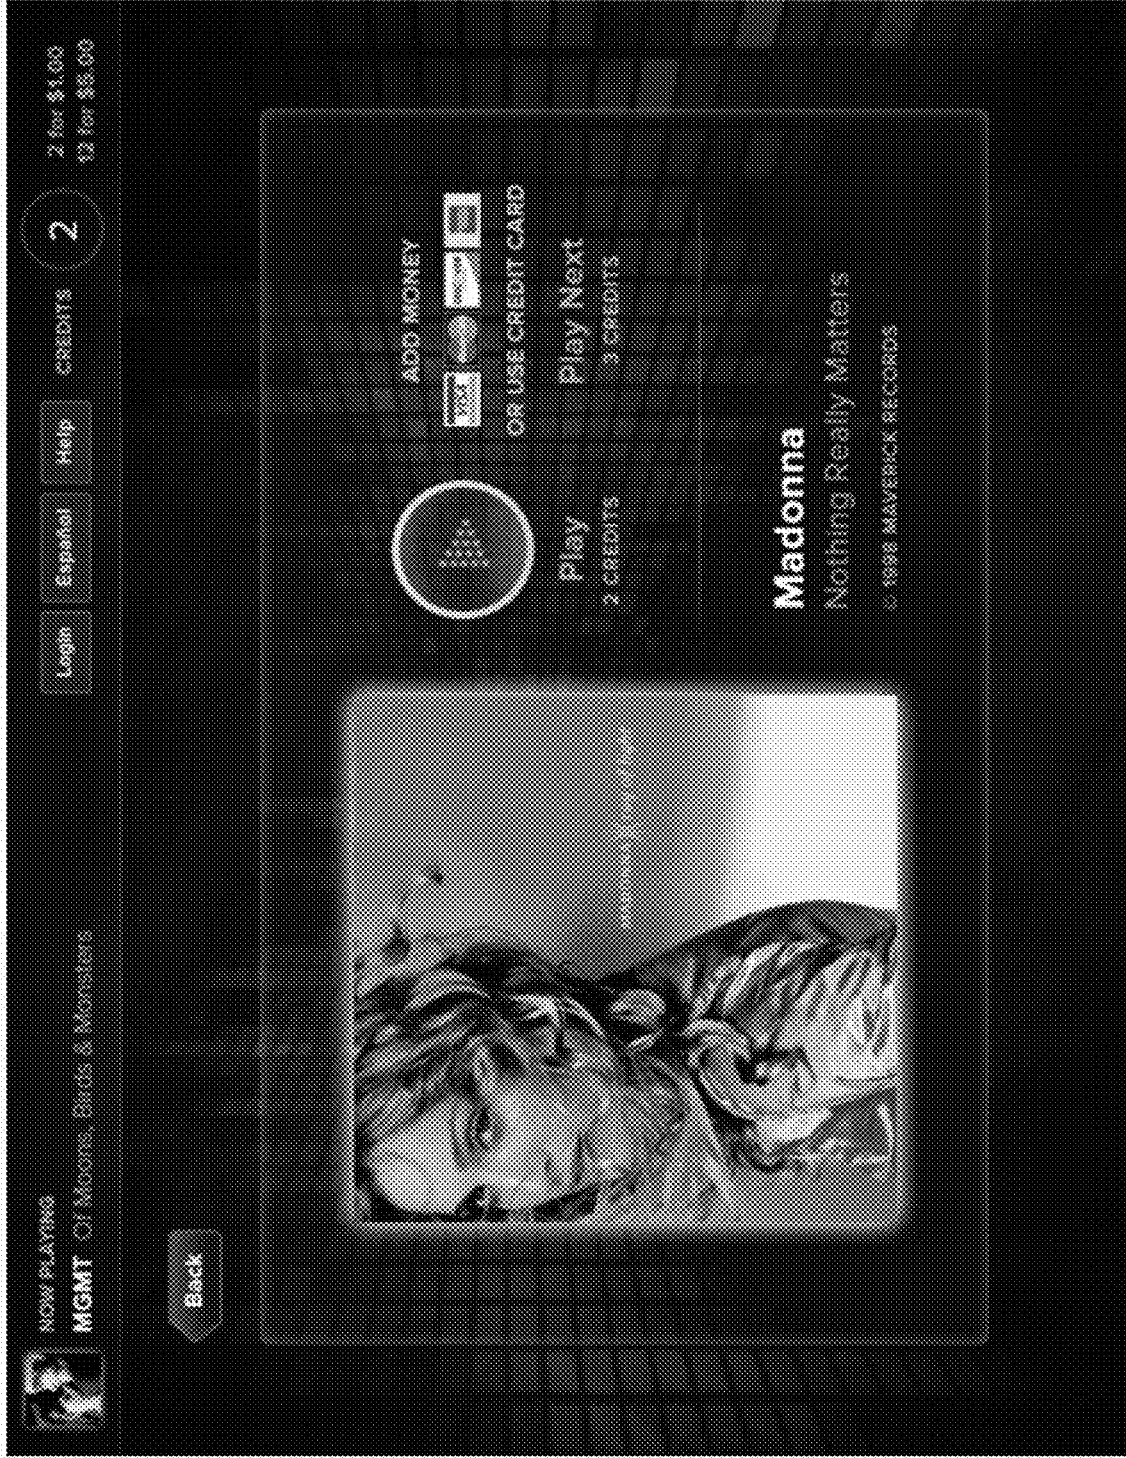 NOW PLAYING
MGMT Of Moons, Birds & Monsters
Login
Español
Help
CREDITS
2
2 for $1.00
12 for $5.00
Back
ADD MONEY
VISA
OR USE CREDIT CARD
Play
2 CREDITS
Play Next
3 CREDITS
Madonna
Nothing Really Matters
© 1998 MAVERICK RECORDS